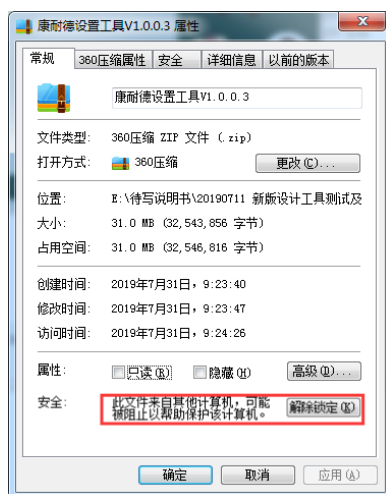 康耐德设置工具V1.0.0.3 属性
常规 360压缩属性 安全 详细信息 以前的版本
康耐德设置工具V1.0.0.3
文件类型: 360压缩 ZIP 文件 (.zip)
打开方式: 360压缩 更改(C)...
位置: E:\待写说明书\20190711 新版设计工具测试及
大小: 31.0 MB (32,543,856 字节)
占用空间: 31.0 MB (32,546,816 字节)
创建时间: 2019年7月31日，9:23:40
修改时间: 2019年7月31日，9:23:47
访问时间: 2019年7月31日，9:24:26
属性: 只读(R) 隐藏(H) 高级(D)...
安全: 此文件来自其他计算机，可能
被阻止以帮助保护该计算机。 解除锁定(K)
确定 取消 应用(A)